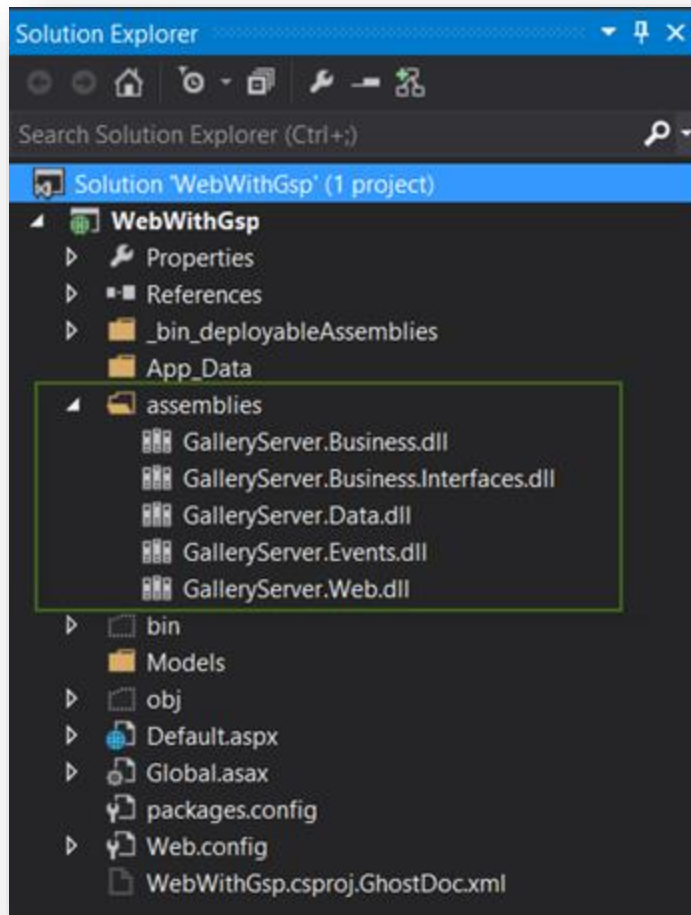 Solution Explorer
Search Solution Explorer (Ctrl+;)
Solution 'WebWithGsp' (1 project)
WebWithGsp
Properties
References
_bin_deployableAssemblies
App_Data
assemblies
GalleryServer.Business.dll
GalleryServer.Business.Interfaces.dll
GalleryServer.Data.dll
GalleryServer.Events.dll
GalleryServer.Web.dll
bin
Models
obj
Default.aspx
Global.asax
packages.config
Web.config
WebWithGsp.csproj.GhostDoc.xml